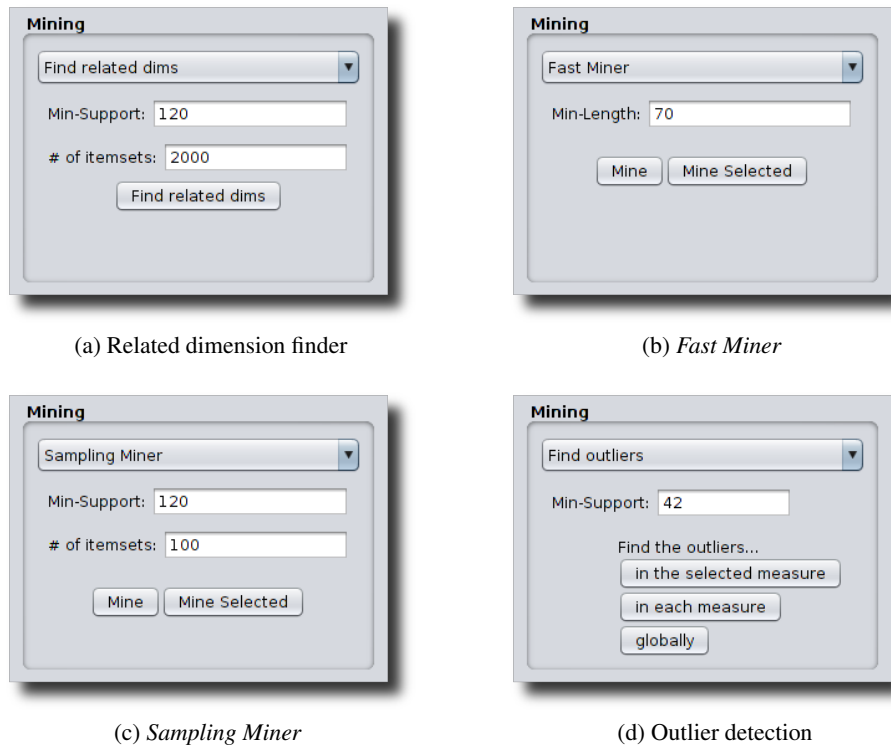 Mining
Find related dims
Min-Support: 120
# of itemsets: 2000
Find related dims
(a) Related dimension finder
Mining
Fast Miner
Min-Length: 70
Mine Mine Selected
(b) Fast Miner
Mining
Sampling Miner
Min-Support: 120
# of itemsets: 100
Mine Mine Selected
(c) Sampling Miner
Mining
Find outliers
Min-Support: 42
Find the outliers...
in the selected measure
in each measure
globally
(d) Outlier detection